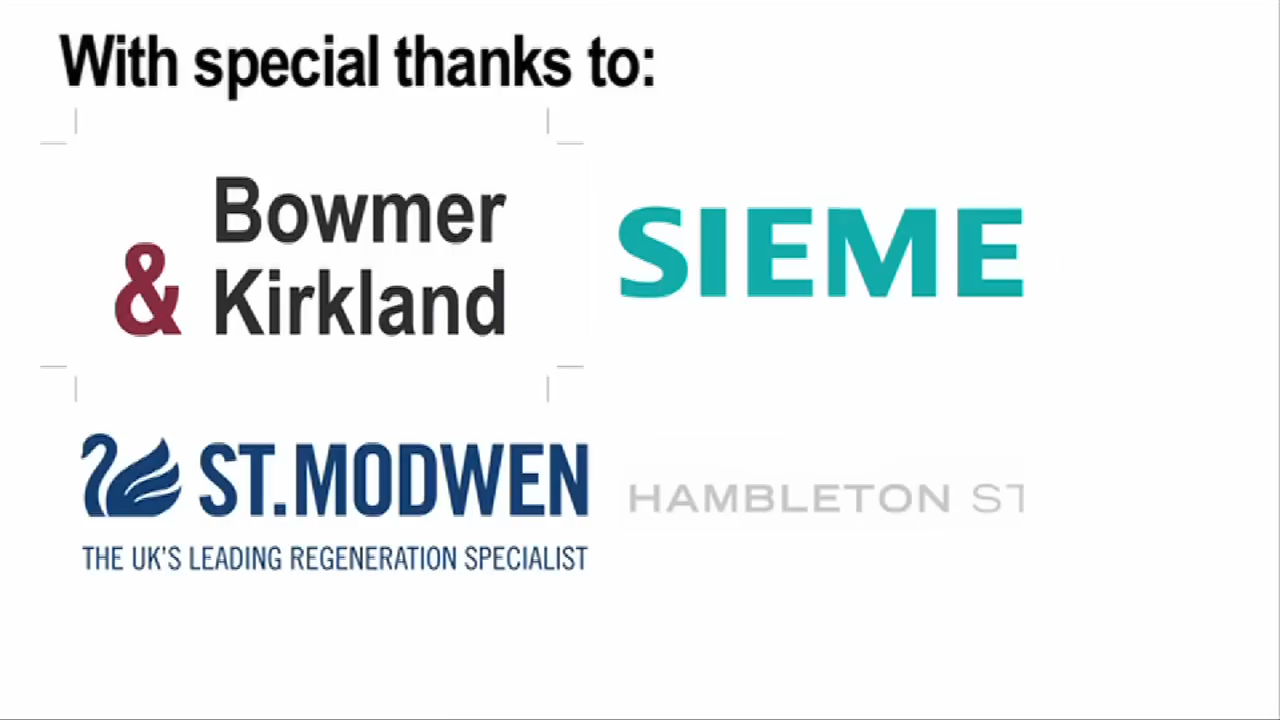 With special thanks to:
Bowmer
& Kirkland
SIEME
ST.MODWEN
THE UK'S LEADING REGENERATION SPECIALIST
HAMBLETON ST